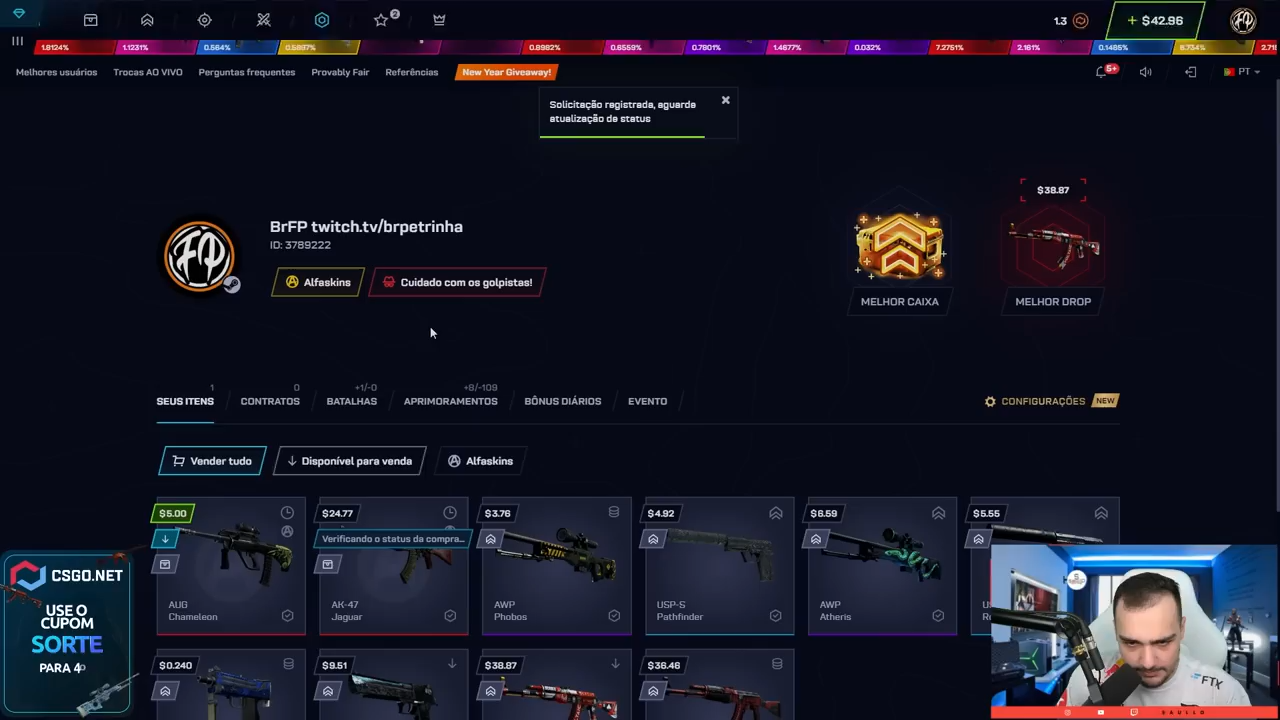 2
1.3
+ $42.96
1.8124%
1.1231%
0.564%
0.5897%
0.8982%
0.6559%
0.7801%
1.4677%
0.032%
7.2751%
2.161%
0.1465%
6.734%
Melhores usuários
Trocas AO VIVO
Perguntas frequentes
Provably Fair
Referências
New Year Giveaway!
5+
PT
Solicitação registrada, aguarde
atualização de status
$38.87
BrFP twitch.tv/brpetrinha
ID: 3789222
Alfaskins
Cuidado com os golpistas!
MELHOR CAIXA
MELHOR DROP
SEUS ITENS 1
CONTRATOS 0
BATALHAS +1/-0
APRIMORAMENTOS +8/-109
BÔNUS DIÁRIOS
EVENTO
CONFIGURAÇÕES NEW
Vender tudo
Disponível para venda
Alfaskins
$5.00
$24.77
$3.76
$4.92
$6.59
$5.55
Verificando o status da compra...
AUG
Chameleon
AK-47
Jaguar
AWP
Phobos
USP-S
Pathfinder
AWP
Atheris
$0.240
$9.51
$38.87
$36.46
CSGO.NET
USE O
CUPOM
SORTE
FTX